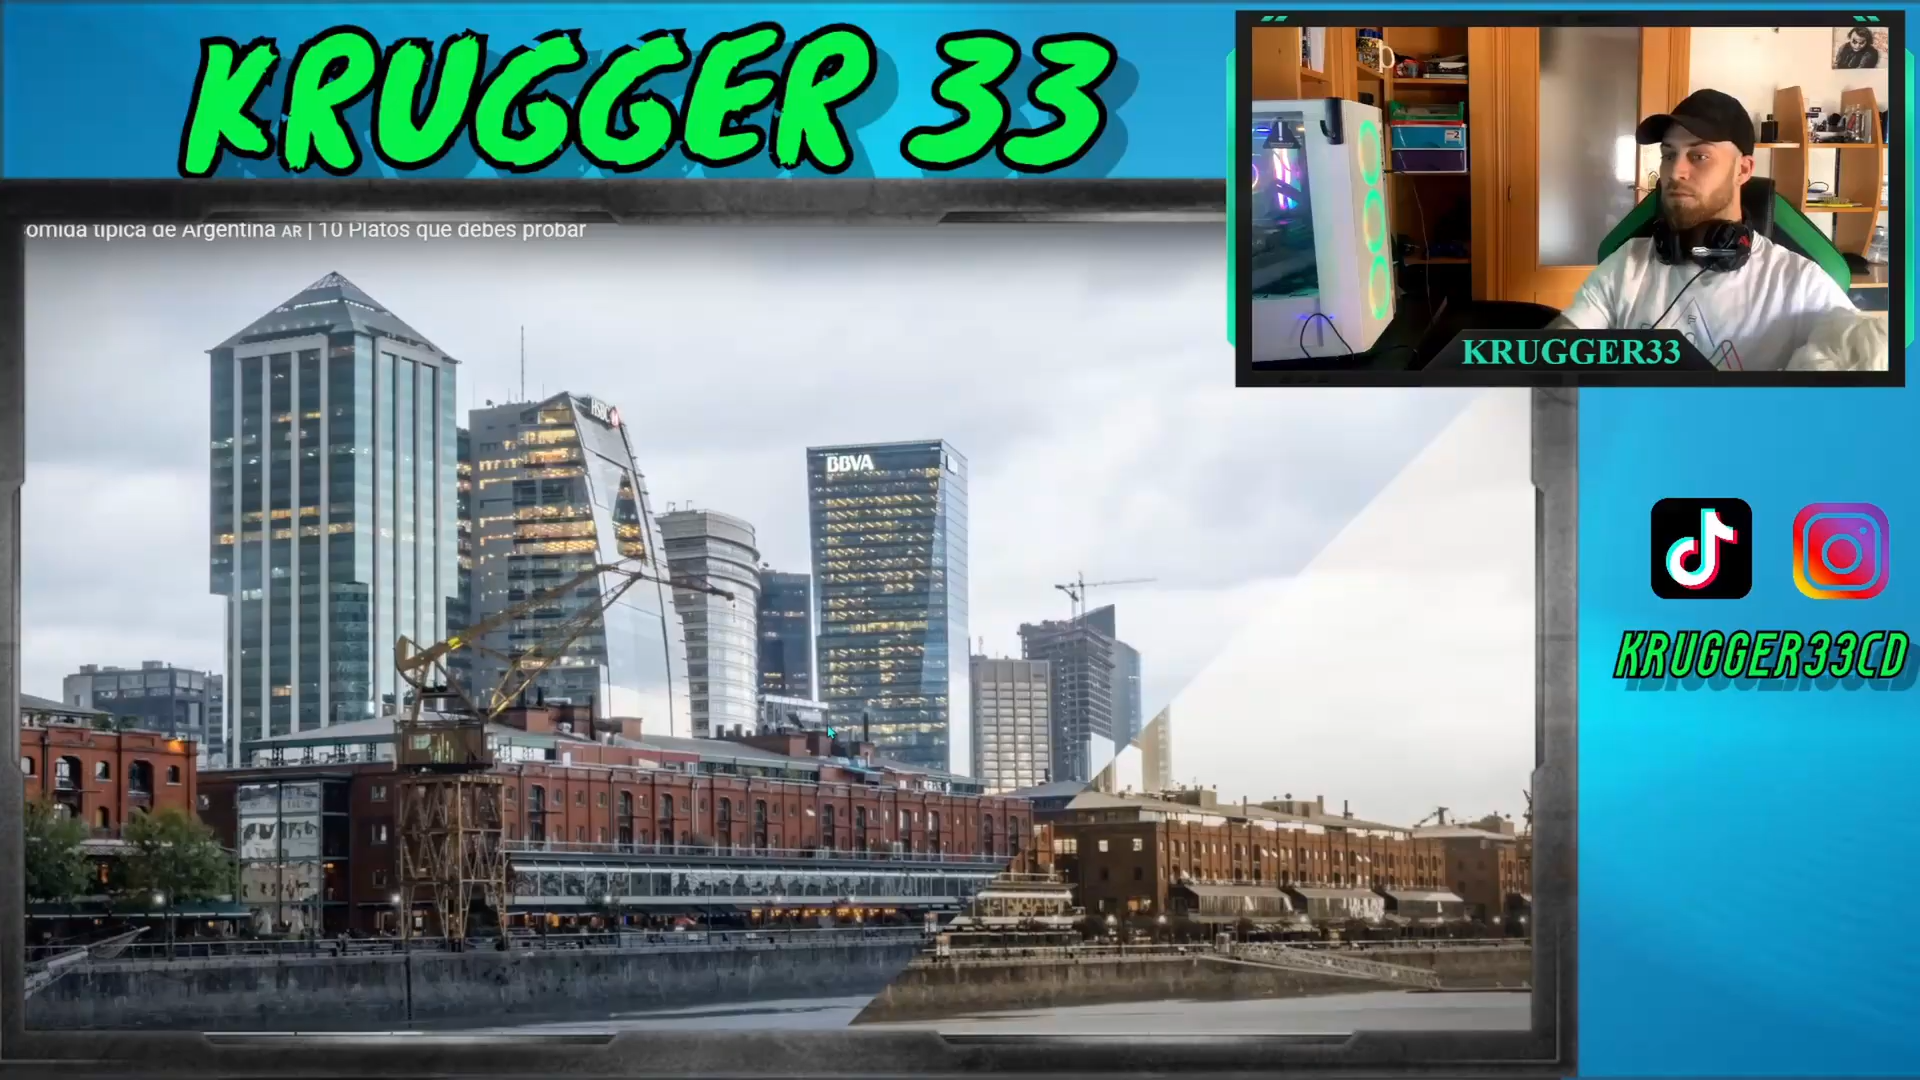 KRUGGER 33
omida típica de Argentina AR | 10 Platos que debes probar
HSBC
BBVA
KRUGGER33
KRUGGER33CD